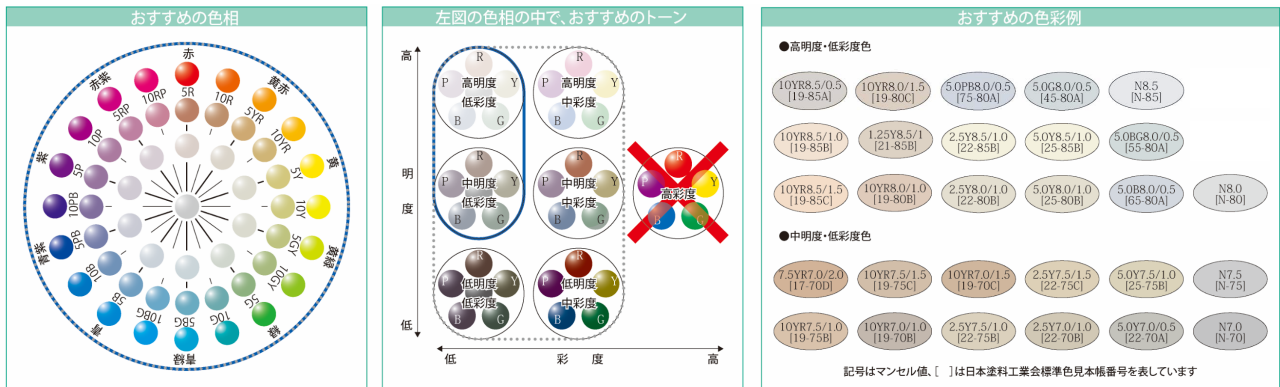 おすすめの色相
赤
黄赤
黄
黄緑
緑
青緑
青
青紫
紫
赤紫
5R
10R
5YR
10YR
5Y
10Y
5GY
10GY
5G
10G
5BG
10BG
5B
10B
5PB
10PB
5P
10P
5RP
10RP
左図の色相の中で、おすすめのトーン
高
明
度
低
低
彩
度
高
R
P
高明度
Y
低彩度
B
G
R
P
高明度
Y
中彩度
B
G
R
P
中明度
Y
低彩度
B
G
R
P
中明度
Y
中彩度
B
G
R
P
Y
高彩度
B
G
R
P
低明度
Y
低彩度
B
G
R
P
低明度
Y
中彩度
B
G
おすすめの色彩例
●高明度・低彩度色
10YR8.5/0.5
[19-85A]
10YR8.0/1.5
[19-80C]
5.0PB8.0/0.5
[75-80A]
5.0G8.0/0.5
[45-80A]
N8.5
[N-85]
10YR8.5/1.0
[19-85B]
1.25Y8.5/1
[21-85B]
2.5Y8.5/1.0
[22-85B]
5.0Y8.5/1.0
[25-85B]
5.0BG8.0/0.5
[55-80A]
10YR8.5/1.5
[19-85C]
10YR8.0/1.0
[19-80B]
2.5Y8.0/1.0
[22-80B]
5.0Y8.0/1.0
[25-80B]
5.0B8.0/0.5
[65-80A]
N8.0
[N-80]
●中明度・低彩度色
7.5YR7.0/2.0
[17-70D]
10YR7.5/1.5
[19-75C]
10YR7.0/1.5
[19-70C]
2.5Y7.5/1.5
[22-75C]
5.0Y7.5/1.0
[25-75B]
N7.5
[N-75]
10YR7.5/1.0
[19-75B]
10YR7.0/1.0
[19-70B]
2.5Y7.5/1.0
[22-75B]
2.5Y7.0/1.0
[22-70B]
5.0Y7.0/0.5
[22-70A]
N7.0
[N-70]
記号はマンセル値、[ ]は日本塗料工業会標準色見本帳番号を表しています